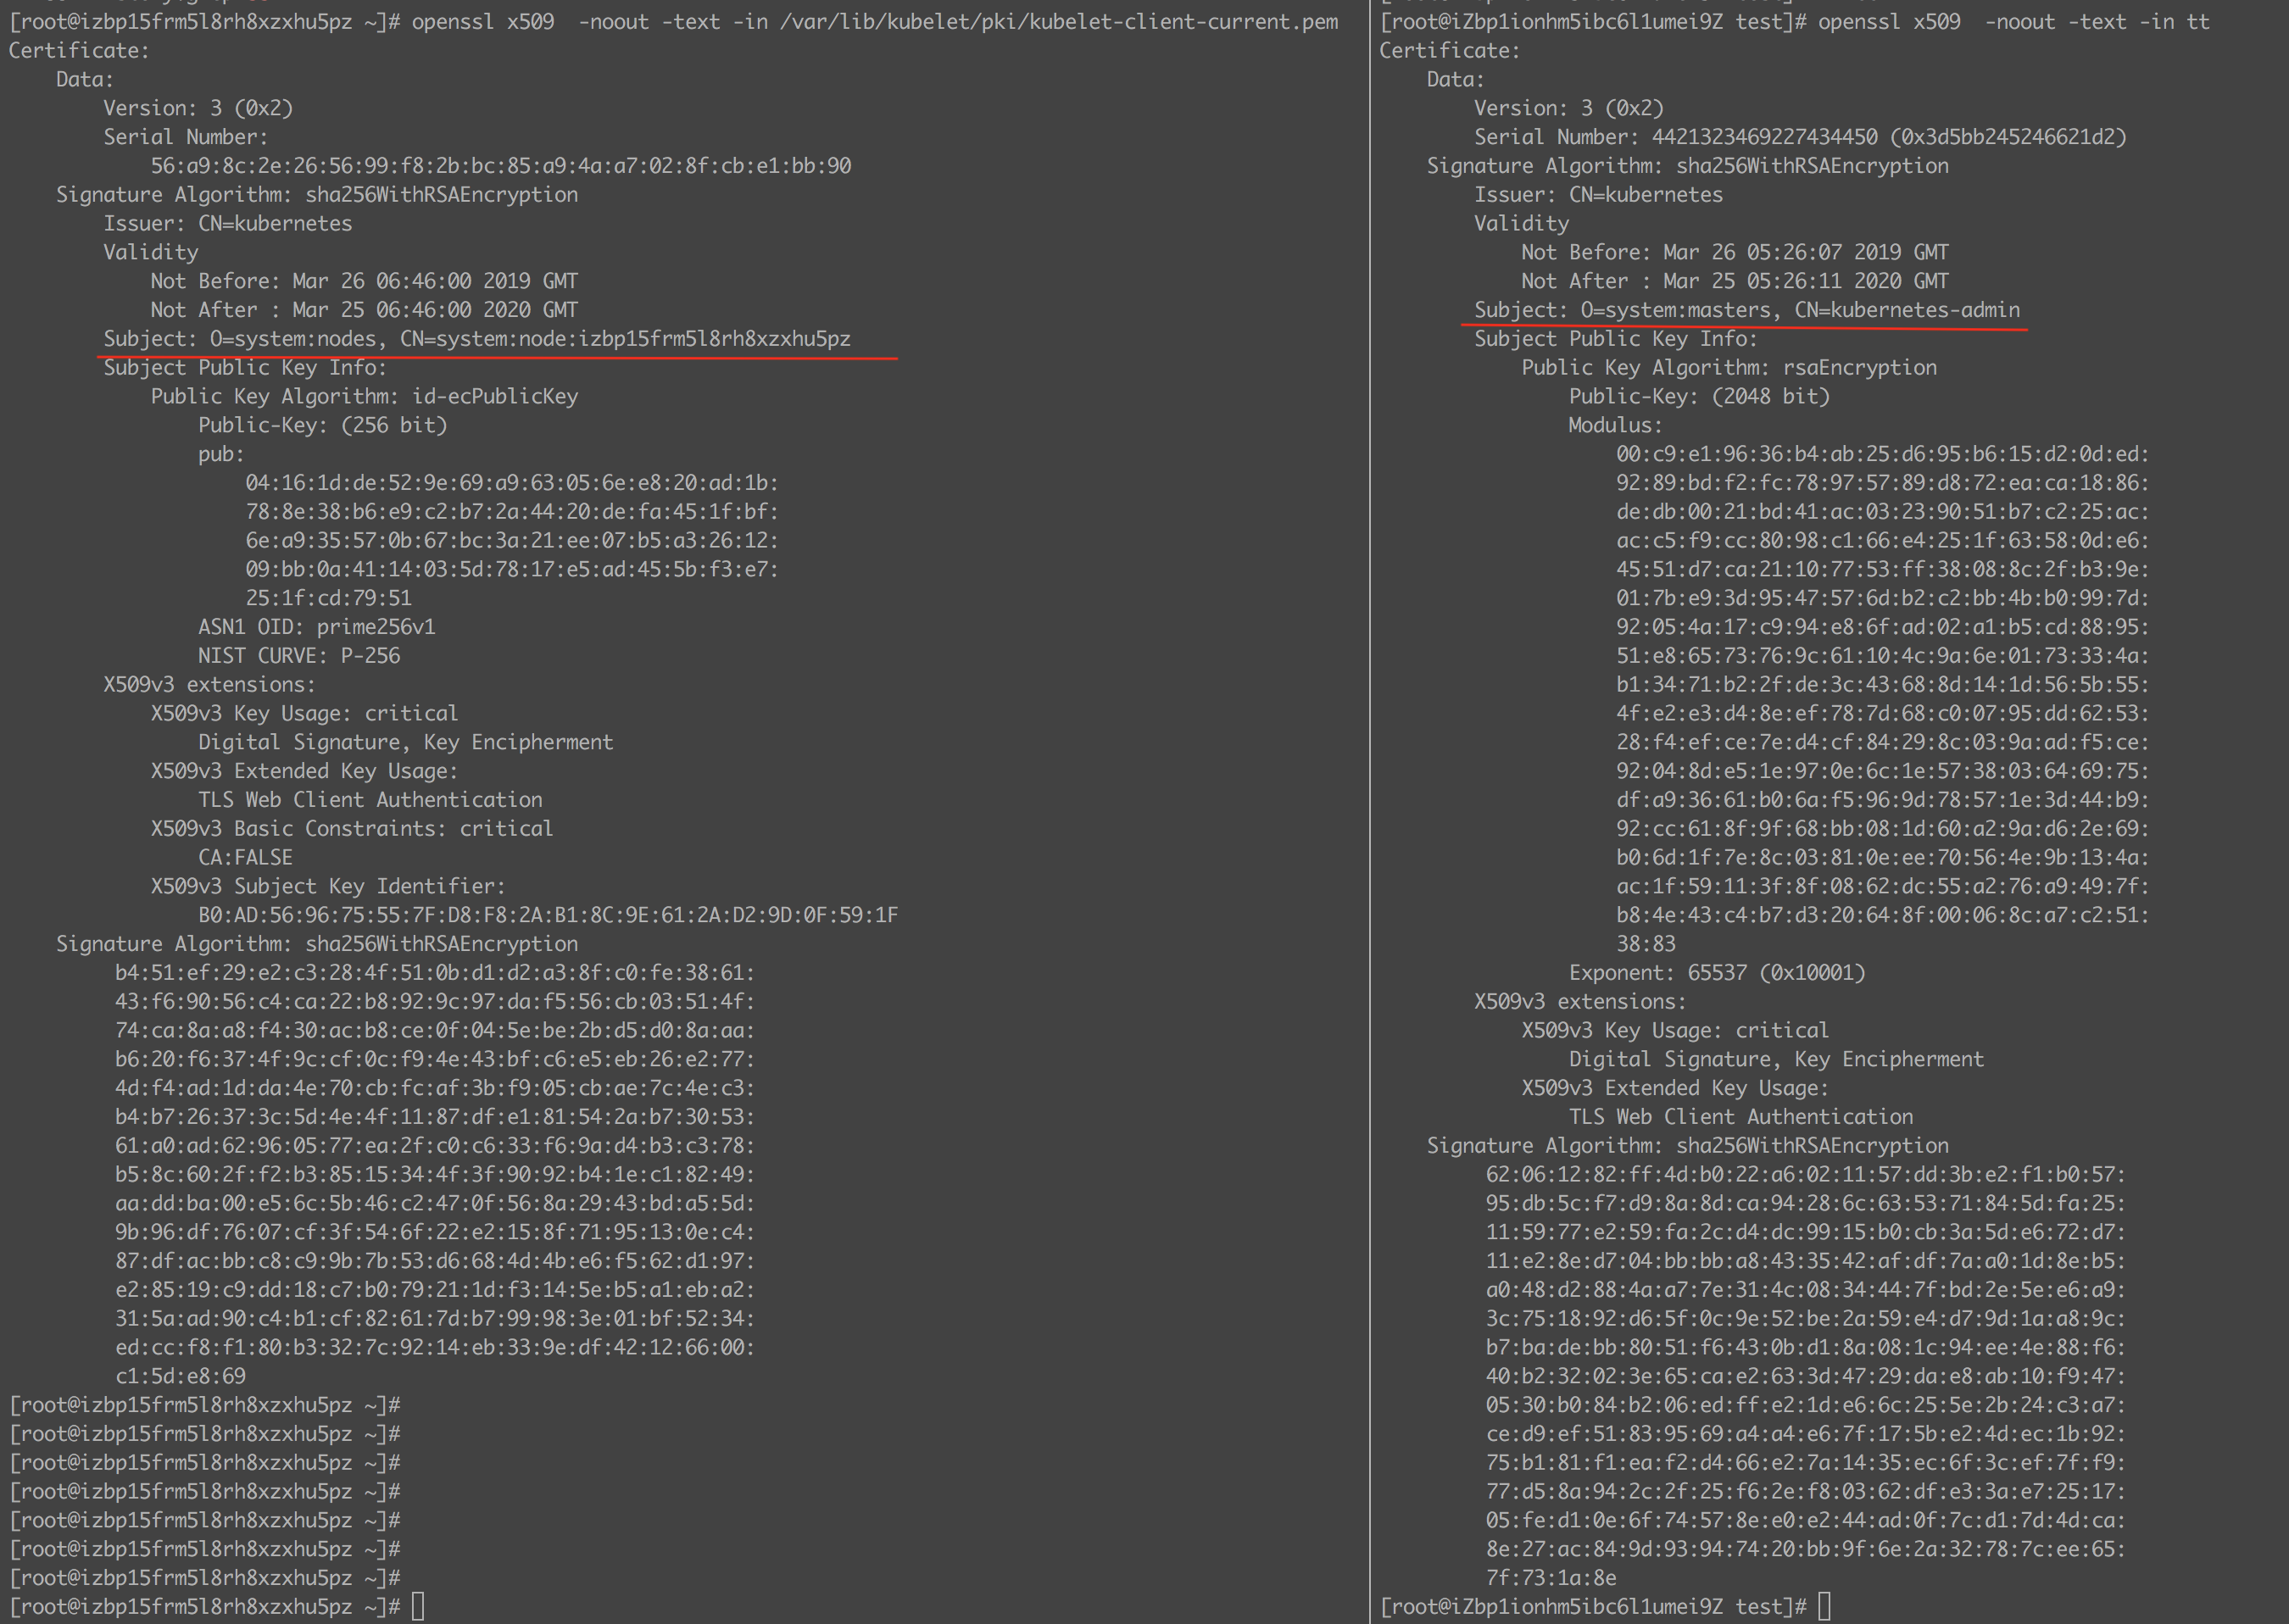 [root@izbp15frm5l8rh8xzxhu5pz ~]# openssl x509  -noout -text -in /var/lib/kubelet/pki/kubelet-client-current.pem
Certificate:
    Data:
        Version: 3 (0x2)
        Serial Number:
            56:a9:8c:2e:26:56:99:f8:2b:bc:85:a9:4a:a7:02:8f:cb:e1:bb:90
    Signature Algorithm: sha256WithRSAEncryption
        Issuer: CN=kubernetes
        Validity
            Not Before: Mar 26 06:46:00 2019 GMT
            Not After : Mar 25 06:46:00 2020 GMT
        Subject: O=system:nodes, CN=system:node:izbp15frm5l8rh8xzxhu5pz
        Subject Public Key Info:
            Public Key Algorithm: id-ecPublicKey
                Public-Key: (256 bit)
                pub:
                    04:16:1d:de:52:9e:69:a9:63:05:6e:e8:20:ad:1b:
                    78:8e:38:b6:e9:c2:b7:2a:44:20:de:fa:45:1f:bf:
                    6e:a9:35:57:0b:67:bc:3a:21:ee:07:b5:a3:26:12:
                    09:bb:0a:41:14:03:5d:78:17:e5:ad:45:5b:f3:e7:
                    25:1f:cd:79:51
                ASN1 OID: prime256v1
                NIST CURVE: P-256
        X509v3 extensions:
            X509v3 Key Usage: critical
                Digital Signature, Key Encipherment
            X509v3 Extended Key Usage:
                TLS Web Client Authentication
            X509v3 Basic Constraints: critical
                CA:FALSE
            X509v3 Subject Key Identifier:
                B0:AD:56:96:75:55:7F:D8:F8:2A:B1:8C:9E:61:2A:D2:9D:0F:59:1F
    Signature Algorithm: sha256WithRSAEncryption
         b4:51:ef:29:e2:c3:28:4f:51:0b:d1:d2:a3:8f:c0:fe:38:61:
         43:f6:90:56:c4:ca:22:b8:92:9c:97:da:f5:56:cb:03:51:4f:
         74:ca:8a:a8:f4:30:ac:b8:ce:0f:04:5e:be:2b:d5:d0:8a:aa:
         b6:20:f6:37:4f:9c:cf:0c:f9:4e:43:bf:c6:e5:eb:26:e2:77:
         4d:f4:ad:1d:da:4e:70:cb:fc:af:3b:f9:05:cb:ae:7c:4e:c3:
         b4:b7:26:37:3c:5d:4e:4f:11:87:df:e1:81:54:2a:b7:30:53:
         61:a0:ad:62:96:05:77:ea:2f:c0:c6:33:f6:9a:d4:b3:c3:78:
         b5:8c:60:2f:f2:b3:85:15:34:4f:3f:90:92:b4:1e:c1:82:49:
         aa:dd:ba:00:e5:6c:5b:46:c2:47:0f:56:8a:29:43:bd:a5:5d:
         9b:96:df:76:07:cf:3f:54:6f:22:e2:15:8f:71:95:13:0e:c4:
         87:df:ac:bb:c8:c9:9b:7b:53:d6:68:4d:4b:e6:f5:62:d1:97:
         e2:85:19:c9:dd:18:c7:b0:79:21:1d:f3:14:5e:b5:a1:eb:a2:
         31:5a:ad:90:c4:b1:cf:82:61:7d:b7:99:98:3e:01:bf:52:34:
         ed:cc:f8:f1:80:b3:32:7c:92:14:eb:33:9e:df:42:12:66:00:
         c1:5d:e8:69
[root@izbp15frm5l8rh8xzxhu5pz ~]#
[root@izbp15frm5l8rh8xzxhu5pz ~]#
[root@izbp15frm5l8rh8xzxhu5pz ~]#
[root@izbp15frm5l8rh8xzxhu5pz ~]#
[root@izbp15frm5l8rh8xzxhu5pz ~]#
[root@izbp15frm5l8rh8xzxhu5pz ~]#
[root@izbp15frm5l8rh8xzxhu5pz ~]#
[root@izbp15frm5l8rh8xzxhu5pz ~]#
[root@iZbp1ionhm5ibc6l1umei9Z test]# openssl x509  -noout -text -in tt
Certificate:
    Data:
        Version: 3 (0x2)
        Serial Number: 4421323469227434450 (0x3d5bb245246621d2)
    Signature Algorithm: sha256WithRSAEncryption
        Issuer: CN=kubernetes
        Validity
            Not Before: Mar 26 05:26:07 2019 GMT
            Not After : Mar 25 05:26:11 2020 GMT
        Subject: O=system:masters, CN=kubernetes-admin
        Subject Public Key Info:
            Public Key Algorithm: rsaEncryption
                Public-Key: (2048 bit)
                Modulus:
                    00:c9:e1:96:36:b4:ab:25:d6:95:b6:15:d2:0d:ed:
                    92:89:bd:f2:fc:78:97:57:89:d8:72:ea:ca:18:86:
                    de:db:00:21:bd:41:ac:03:23:90:51:b7:c2:25:ac:
                    ac:c5:f9:cc:80:98:c1:66:e4:25:1f:63:58:0d:e6:
                    45:51:d7:ca:21:10:77:53:ff:38:08:8c:2f:b3:9e:
                    01:7b:e9:3d:95:47:57:6d:b2:c2:bb:4b:b0:99:7d:
                    92:05:4a:17:c9:94:e8:6f:ad:02:a1:b5:cd:88:95:
                    51:e8:65:73:76:9c:61:10:4c:9a:6e:01:73:33:4a:
                    b1:34:71:b2:2f:de:3c:43:68:8d:14:1d:56:5b:55:
                    4f:e2:e3:d4:8e:ef:78:7d:68:c0:07:95:dd:62:53:
                    28:f4:ef:ce:7e:d4:cf:84:29:8c:03:9a:ad:f5:ce:
                    92:04:8d:e5:1e:97:0e:6c:1e:57:38:03:64:69:75:
                    df:a9:36:61:b0:6a:f5:96:9d:78:57:1e:3d:44:b9:
                    92:cc:61:8f:9f:68:bb:08:1d:60:a2:9a:d6:2e:69:
                    b0:6d:1f:7e:8c:03:81:0e:ee:70:56:4e:9b:13:4a:
                    ac:1f:59:11:3f:8f:08:62:dc:55:a2:76:a9:49:7f:
                    b8:4e:43:c4:b7:d3:20:64:8f:00:06:8c:a7:c2:51:
                    38:83
                Exponent: 65537 (0x10001)
        X509v3 extensions:
            X509v3 Key Usage: critical
                Digital Signature, Key Encipherment
            X509v3 Extended Key Usage:
                TLS Web Client Authentication
    Signature Algorithm: sha256WithRSAEncryption
         62:06:12:82:ff:4d:b0:22:a6:02:11:57:dd:3b:e2:f1:b0:57:
         95:db:5c:f7:d9:8a:8d:ca:94:28:6c:63:53:71:84:5d:fa:25:
         11:59:77:e2:59:fa:2c:d4:dc:99:15:b0:cb:3a:5d:e6:72:d7:
         11:e2:8e:d7:04:bb:bb:a8:43:35:42:af:df:7a:a0:1d:8e:b5:
         a0:48:d2:88:4a:a7:7e:31:4c:08:34:44:7f:bd:2e:5e:e6:a9:
         3c:75:18:92:d6:5f:0c:9e:52:be:2a:59:e4:d7:9d:1a:a8:9c:
         b7:ba:de:bb:80:51:f6:43:0b:d1:8a:08:1c:94:ee:4e:88:f6:
         40:b2:32:02:3e:65:ca:e2:63:3d:47:29:da:e8:ab:10:f9:47:
         05:30:b0:84:b2:06:ed:ff:e2:1d:e6:6c:25:5e:2b:24:c3:a7:
         ce:d9:ef:51:83:95:69:a4:a4:e6:7f:17:5b:e2:4d:ec:1b:92:
         75:b1:81:f1:ea:f2:d4:66:e2:7a:14:35:ec:6f:3c:ef:7f:f9:
         77:d5:8a:94:2c:2f:25:f6:2e:f8:03:62:df:e3:3a:e7:25:17:
         05:fe:d1:0e:6f:74:57:8e:e0:e2:44:ad:0f:7c:d1:7d:4d:ca:
         8e:27:ac:84:9d:93:94:74:20:bb:9f:6e:2a:32:78:7c:ee:65:
         7f:73:1a:8e
[root@iZbp1ionhm5ibc6l1umei9Z test]#